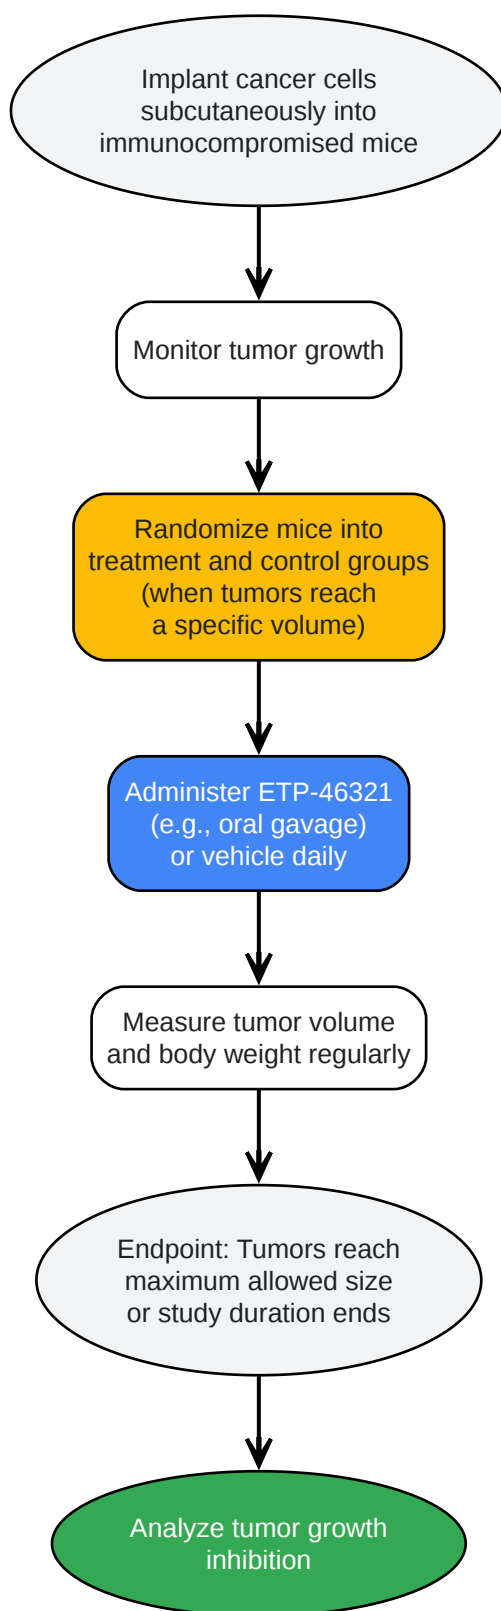 Implant cancer cells
subcutaneously into
immunocompromised mice
Monitor tumor growth
Randomize mice into
treatment and control groups
(when tumors reach
a specific volume)
Administer ETP-46321
(e.g., oral gavage)
or vehicle daily
Measure tumor volume
and body weight regularly
Endpoint: Tumors reach
maximum allowed size
or study duration ends
Analyze tumor growth
inhibition